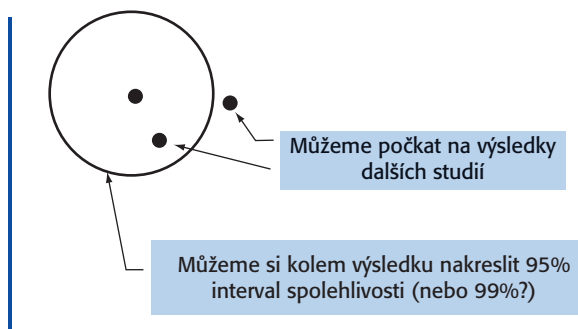 Můžeme počkat na výsledky
dalších studií
Můžeme si kolem výsledku nakreslit 95%
interval spolehlivosti (nebo 99%?)